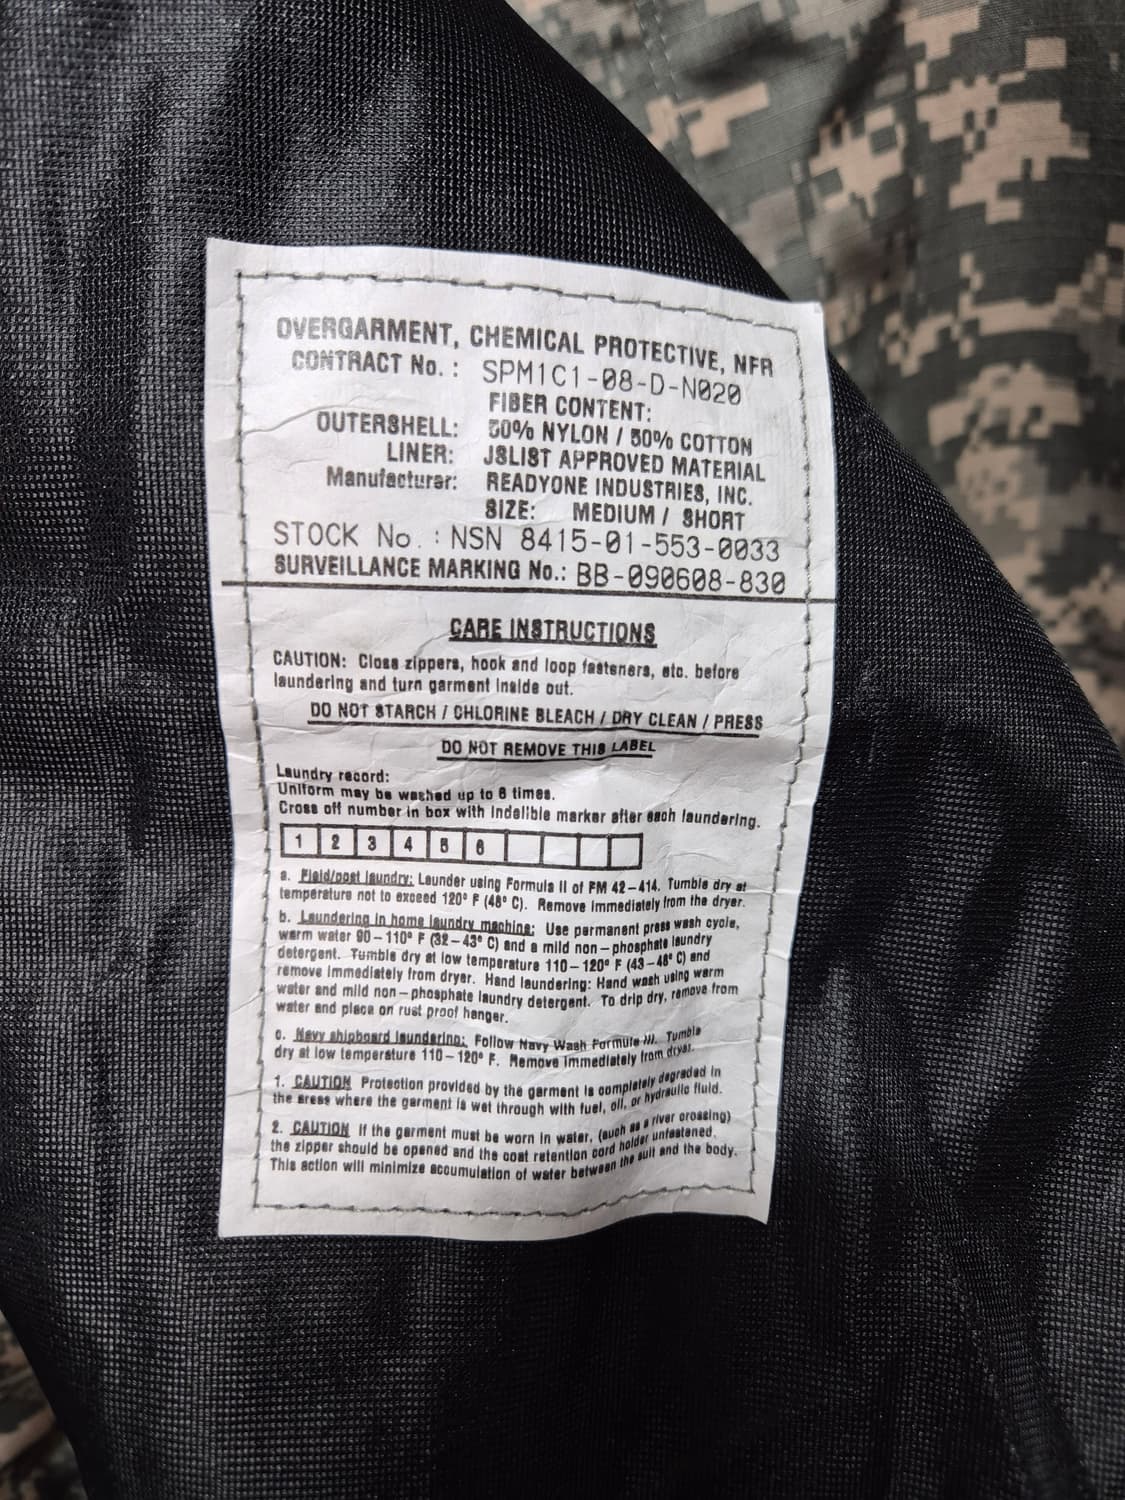 OVERGARMENT, CHEMICAL PROTECTIVE, NFR
CONTRACT No. : SPM1C1-08-D-N020
FIBER CONTENT:
OUTERSHELL: 50% NYLON / 50% COTTON
LINER: JSLIST APPROVED MATERIAL
Manufacturer: READYONE INDUSTRIES, INC.
SIZE: MEDIUM / SHORT
STOCK No. : NSN 8415-01-553-0033
SURVEILLANCE MARKING No.: BB-090608-830
CARE INSTRUCTIONS
CAUTION: Close zippers, hook and loop fasteners, etc. before
laundering and turn garment inside out.
DO NOT STARCH / CHLORINE BLEACH / DRY CLEAN / PRESS
DO NOT REMOVE THIS LABEL
Laundry record:
Uniform may be washed up to 6 times.
Cross off number in box with indelible marker after each laundering.
1 2 3 4 5 6
a. Field/post laundry: Launder using Formula II of FM 42-414. Tumble dry at
temperature not to exceed 120° F (48° C). Remove immediately from the dryer.
b. Laundering in home laundry machine: Use permanent press wash cycle,
warm water 90-110° F (32-43° C) and a mild non-phosphate laundry
detergent. Tumble dry at low temperature 110-120° F (43-48° C) and
remove immediately from dryer. Hand laundering: Hand wash using warm
water and mild non-phosphate laundry detergent. To drip dry, remove from
water and place on rust proof hanger.
c. Navy shipboard laundering: Follow Navy Wash Formula III. Tumble
dry at low temperature 110-120° F. Remove immediately from dryer.
1. CAUTION Protection provided by the garment is completely degraded in
the areas where the garment is wet through with fuel, oil, or hydraulic fluid.
2. CAUTION If the garment must be worn in water, (such as a river crossing)
the zipper should be opened and the coat retention cord holder unfastened.
This action will minimize accumulation of water between the suit and the body.